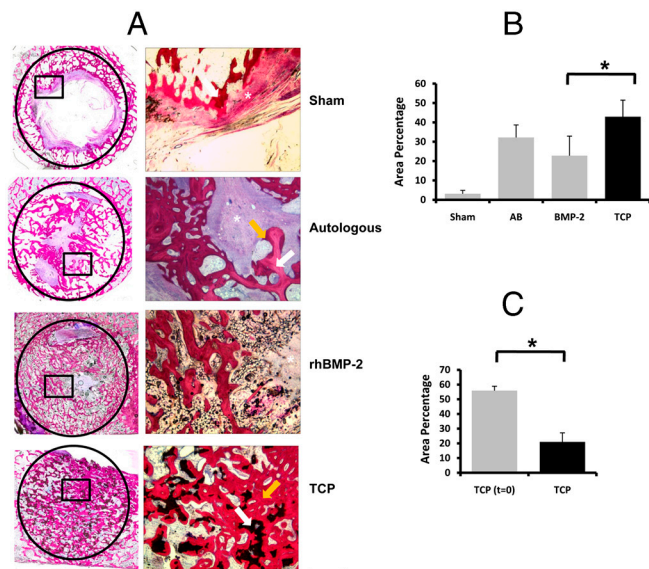 A
Sham
Autologous
rhBMP-2
TCP
B
*
Area Percentage
60
50
40
30
20
10
0
Sham AB BMP-2 TCP
C
*
Area Percentage
70
60
50
40
30
20
10
0
TCP (t=0) TCP